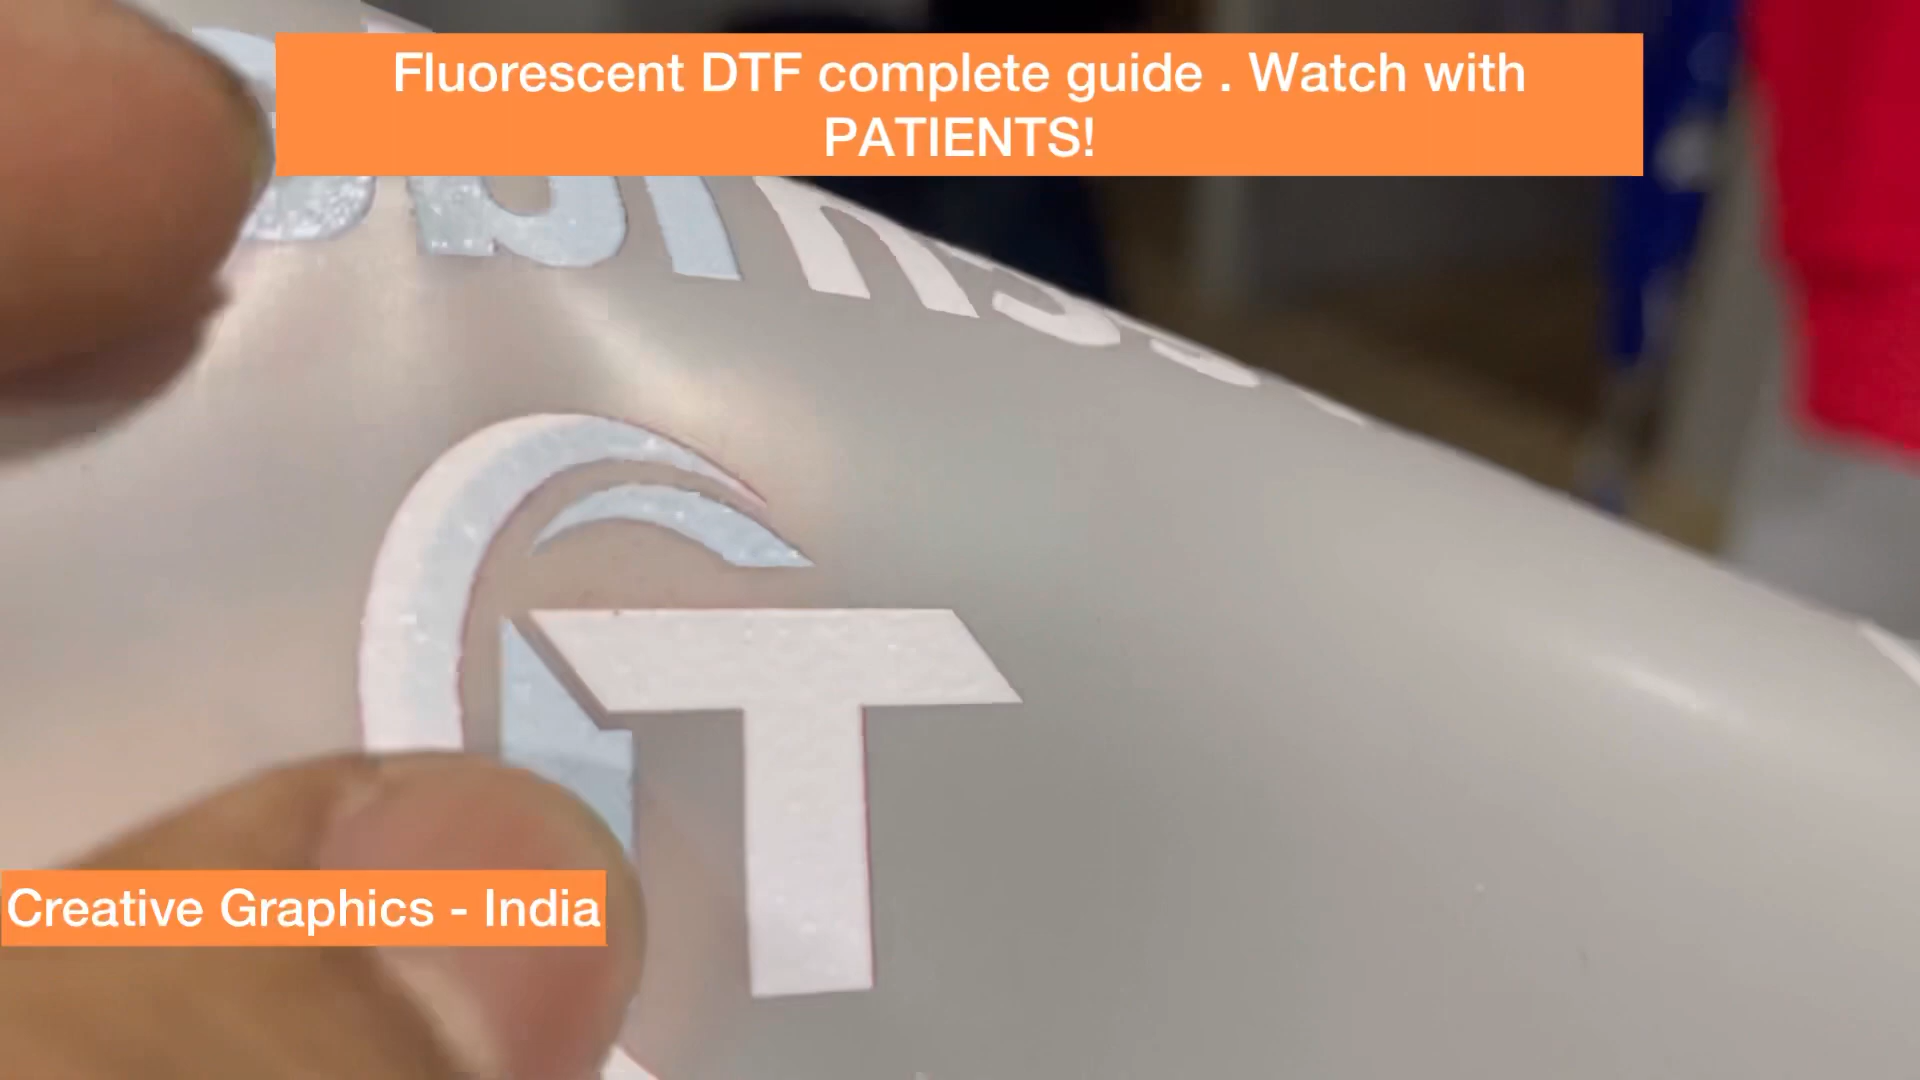 Fluorescent DTF complete guide . Watch with
PATIENTS!
T
Creative Graphics - India